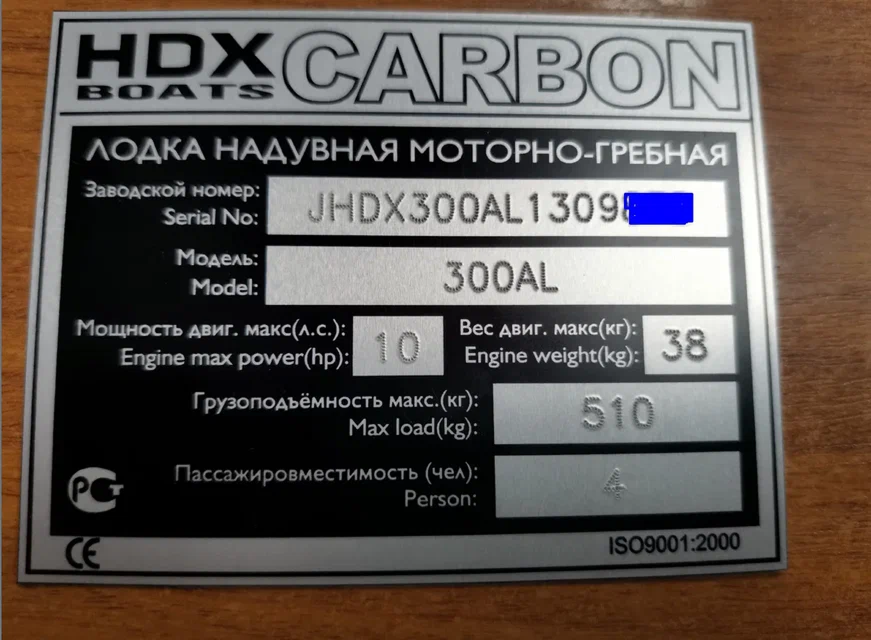 HDX CARBON
BOATS
ЛОДКА НАДУВНАЯ МОТОРНО-ГРЕБНАЯ
Заводской номер:
Serial No: JHDX300AL1309
Модель:
Model: 300AL
Мощность двиг. макс(л.с.): 10 Вес двиг. макс(кг): 38
Engine max power(hp): Engine weight(kg):
Грузоподъёмность макс.(кг): 510
Max load(kg):
Пассажировместимость (чел): 4
Person:
РСТ
CE ISO9001:2000